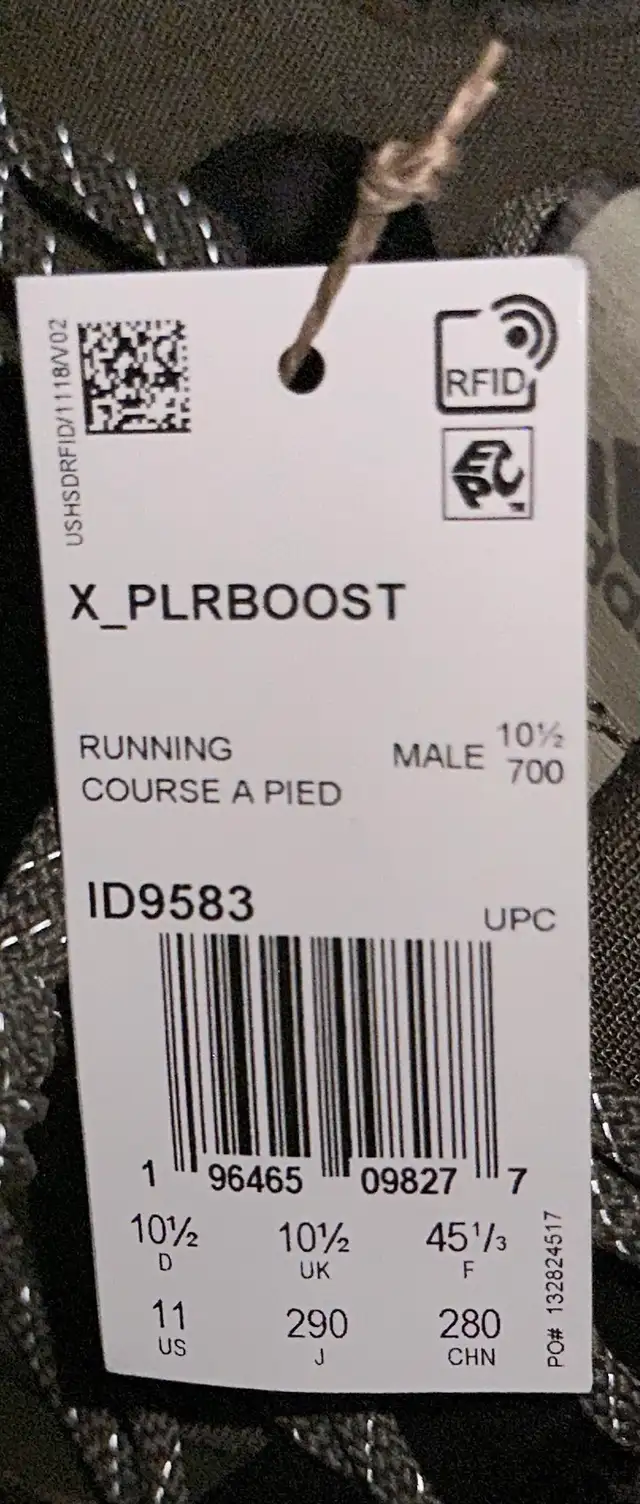 USHSDRFID/1118/V02
RFID
EPC
X_PLRBOOST
RUNNING
COURSE A PIED
MALE 10½
700
ID9583
UPC
1 96465 09827 7
10½ 10½ 45¹/₃
D UK F
11 290 280
US J CHN
PO# 132824517